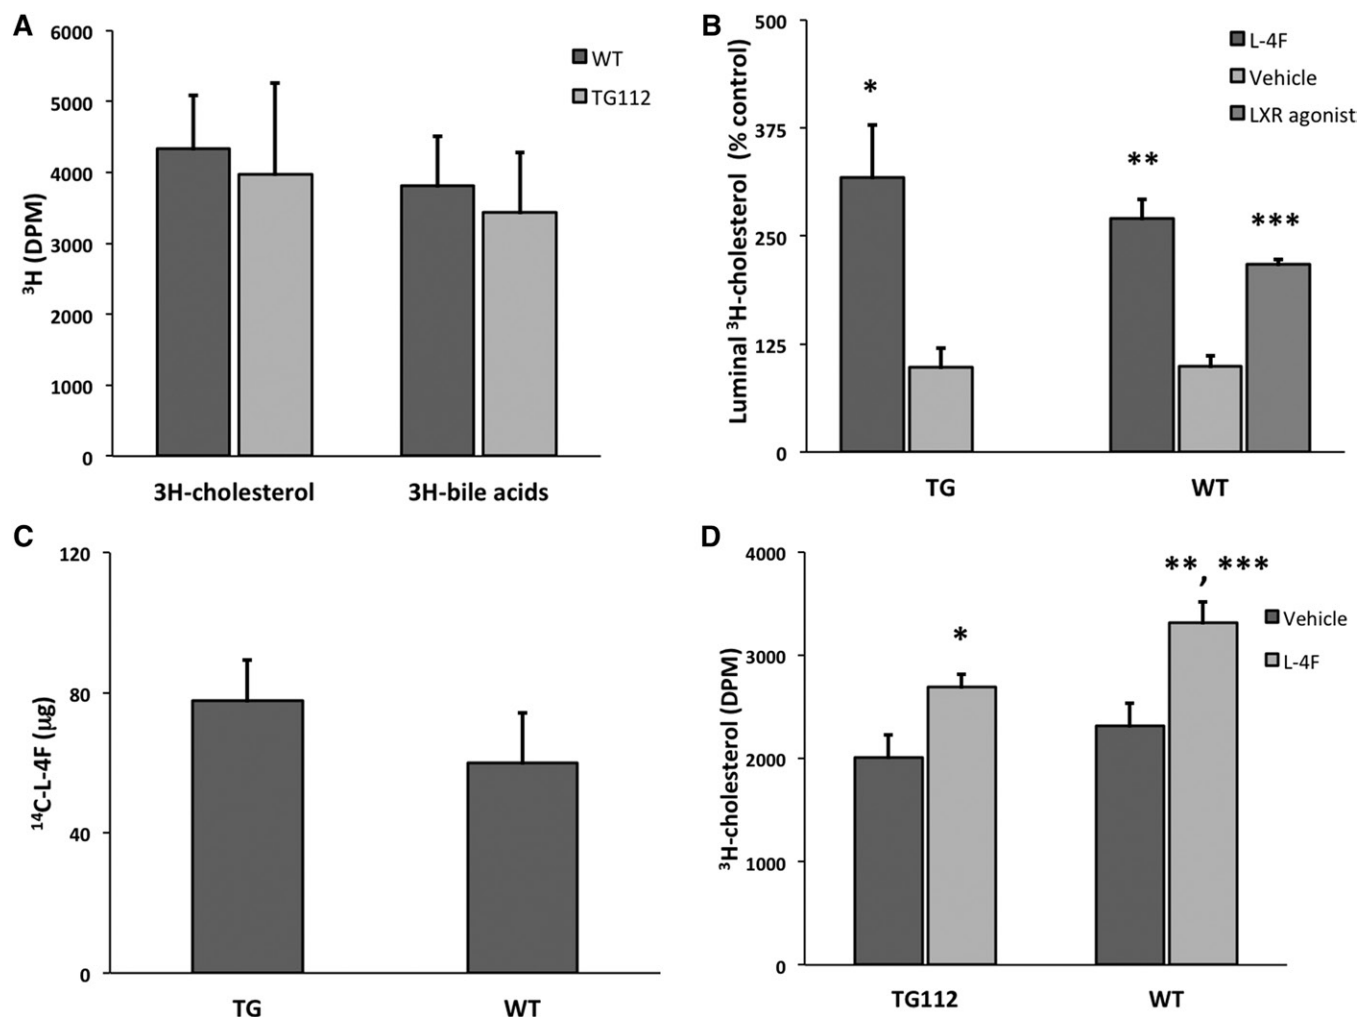 A
³H (DPM)
6000
5000
4000
3000
2000
1000
0
WT
TG112
3H-cholesterol
3H-bile acids
B
Luminal ³H-cholesterol (% control)
500
375
250
125
0
*
**
***
L-4F
Vehicle
LXR agonist
TG
WT
C
¹⁴C-L-4F (µg)
120
80
40
0
TG
WT
D
³H-cholesterol (DPM)
4000
3000
2000
1000
0
*
**, ***
Vehicle
L-4F
TG112
WT